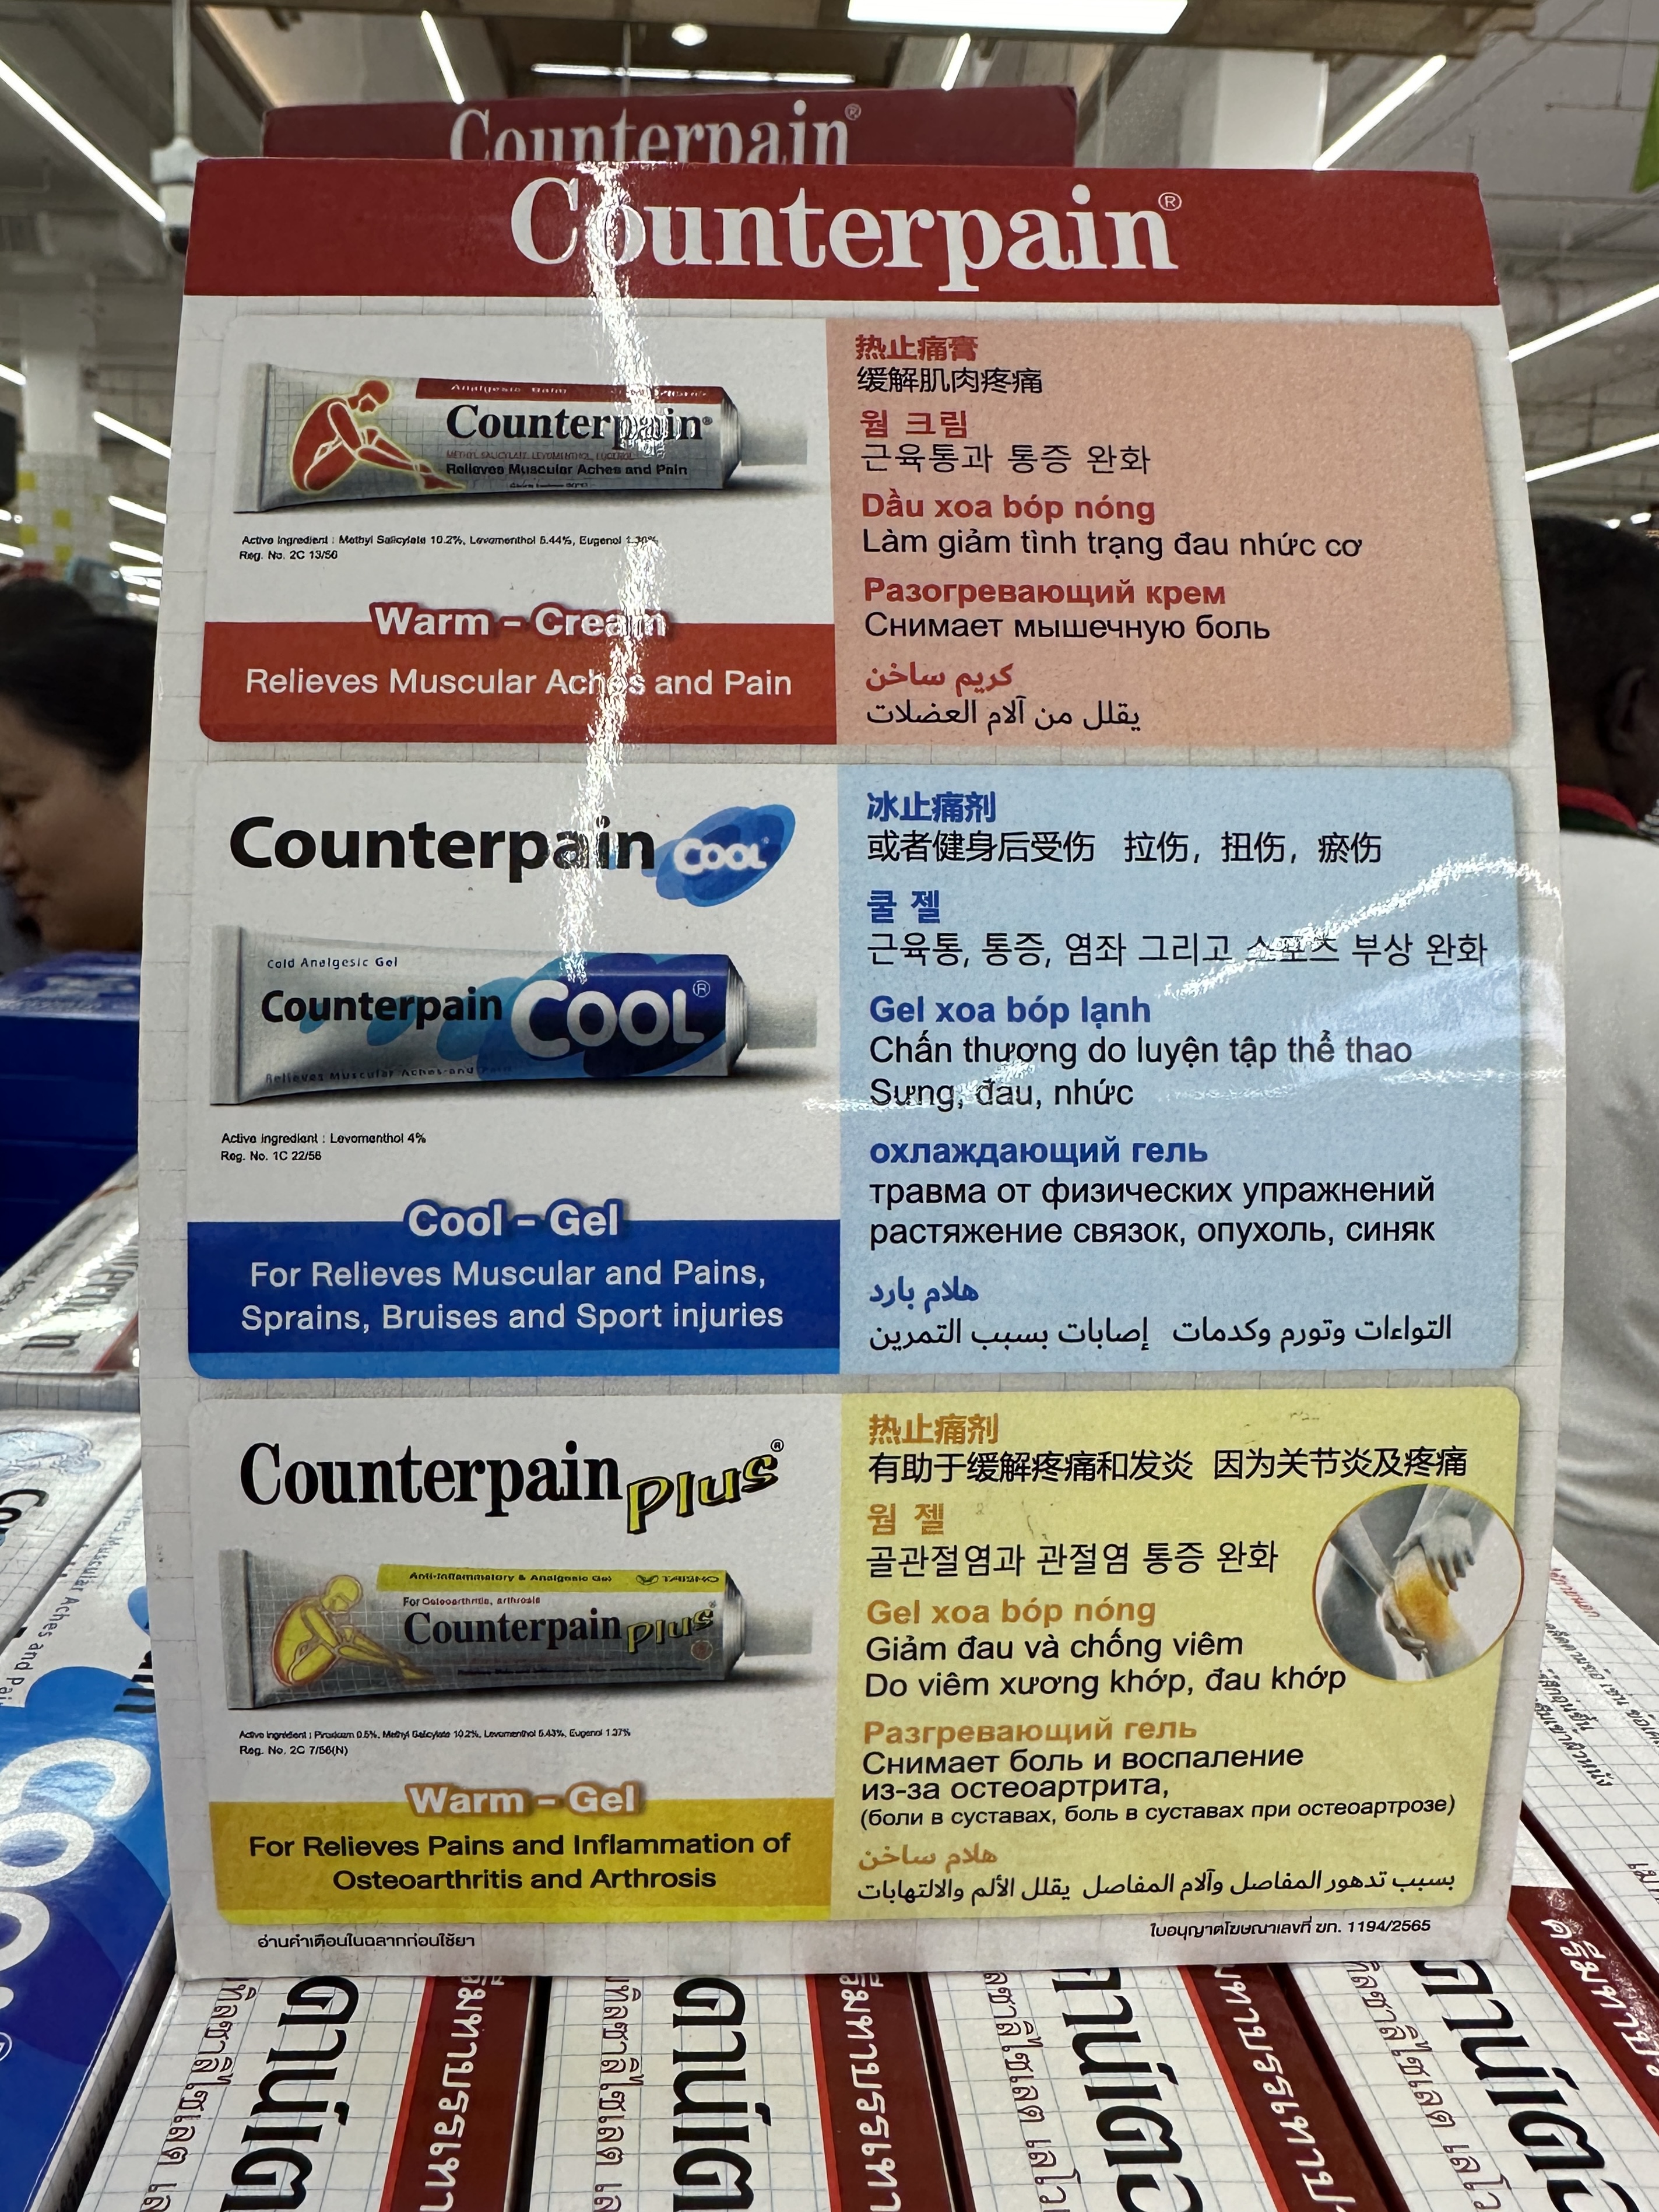 Counterpain®
Counterpain®
Analgesic Balm
Counterpain®
METHYL SALICYLATE, LEVOMENTHOL, EUGENOL
Relieves Muscular Aches and Pain
Active Ingredient : Methyl Salicylate 10.2%, Levomenthol 5.44%, Eugenol 1.36%
Reg. No. 2C 13/56
Warm – Cream
Relieves Muscular Aches and Pain
热止痛膏
缓解肌肉疼痛
웜 크림
근육통과 통증 완화
Dầu xoa bóp nóng
Làm giảm tình trạng đau nhức cơ
Разогревающий крем
Снимает мышечную боль
كريم ساخن
يقلل من آلام العضلات
Counterpain COOL
Cold Analgesic Gel
Counterpain COOL®
Relieves Muscular Aches and Pain
Active ingredient : Levomenthol 4%
Reg. No. 1C 22/56
Cool – Gel
For Relieves Muscular and Pains,
Sprains, Bruises and Sport injuries
冰止痛剂
或者健身后受伤 拉伤, 扭伤, 瘀伤
쿨 젤
근육통, 통증, 염좌 그리고 스포츠 부상 완화
Gel xoa bóp lạnh
Chấn thương do luyện tập thể thao
Sưng, đau, nhức
охлаждающий гель
травма от физических упражнений
растяжение связок, опухоль, синяк
هلام بارد
التواءات وتورم وكدمات إصابات بسبب التمرين
Counterpain plus®
Anti-Inflammatory & Analgesic Gel TAISHO
For Osteoarthritis, arthrosis
Counterpain plus®
Active Ingredient : Piroxicam 0.5%, Methyl Salicylate 10.2%, Levomenthol 5.43%, Eugenol 1.37%
Reg. No. 2C 7/56(N)
Warm – Gel
For Relieves Pains and Inflammation of
Osteoarthritis and Arthrosis
热止痛剂
有助于缓解疼痛和发炎 因为关节炎及疼痛
웜 젤
골관절염과 관절염 통증 완화
Gel xoa bóp nóng
Giảm đau và chống viêm
Do viêm xương khớp, đau khớp
Разгревающий гель
Снимает боль и воспаление
из-за остеоартрита,
(боли в суставах, боль в суставах при остеоартрозе)
هلام ساخن
بسبب تدهور المفاصل وآلام المفاصل يقلل الألم والالتهابات
อ่านคำเตือนในฉลากก่อนใช้ยา
ใบอนุญาตโฆษณาเลขที่ ฆท. 1194/2565